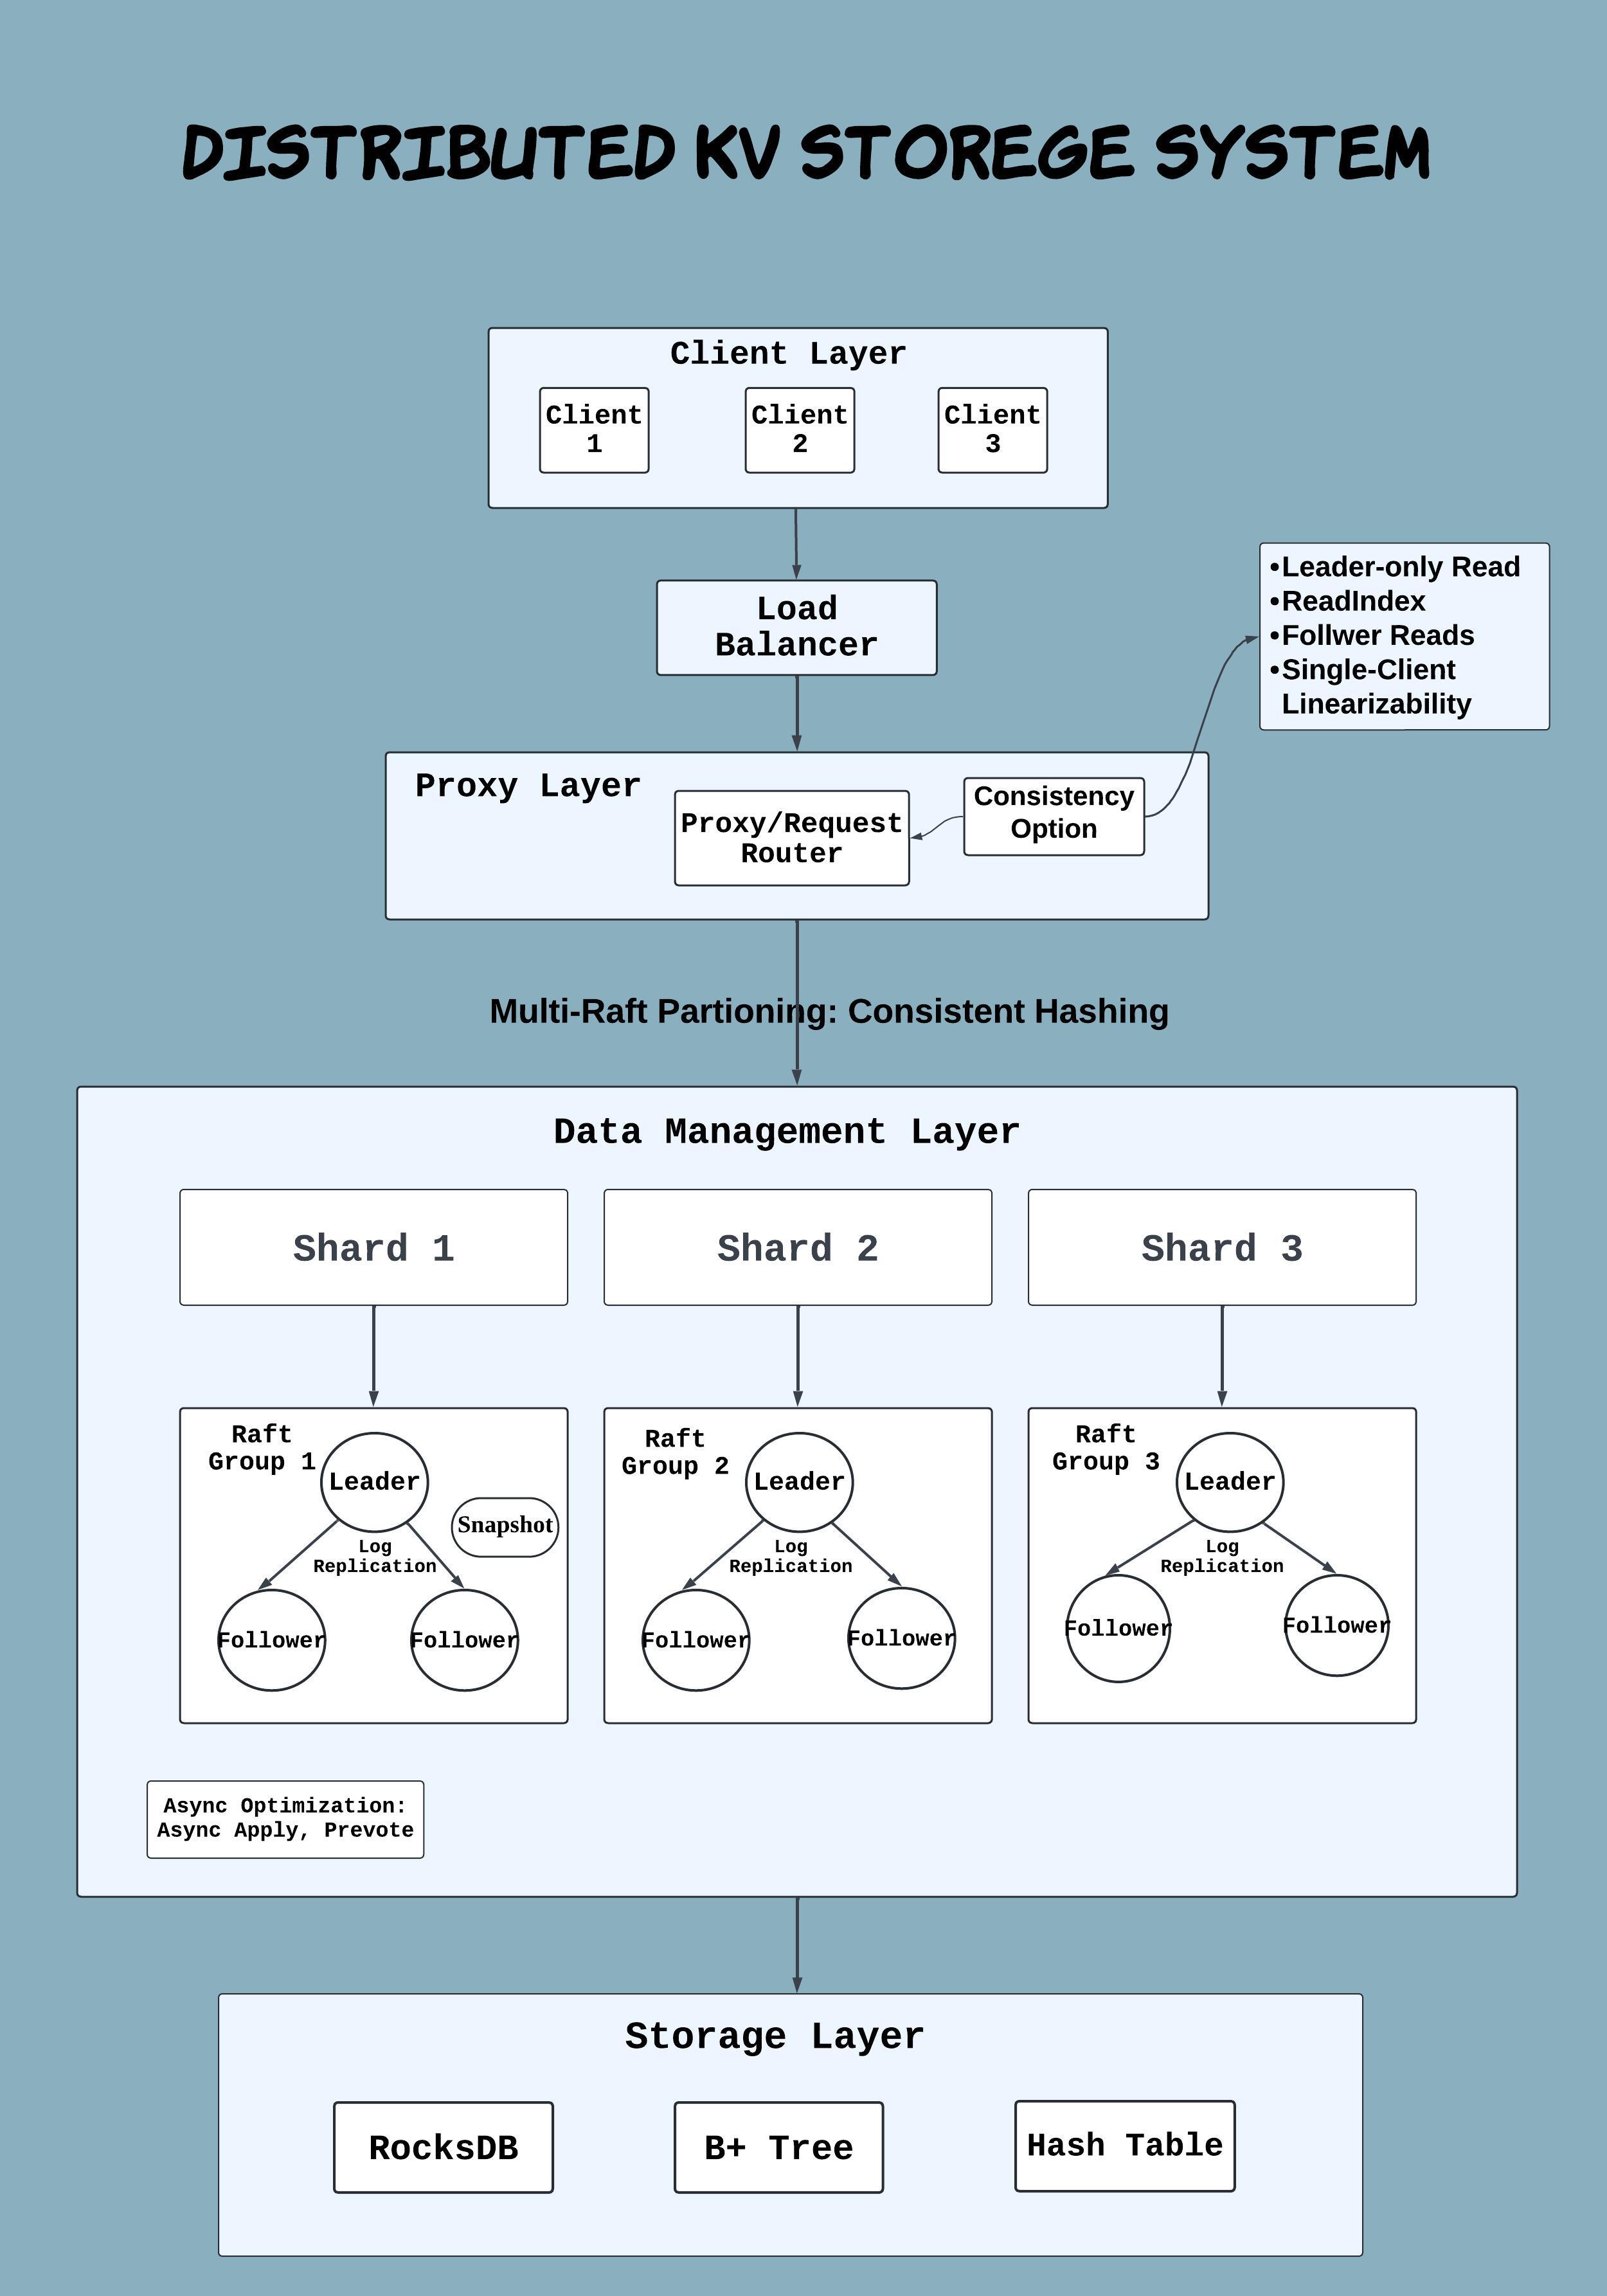 DISTRIBUTED KV STOREGE SYSTEM
Client Layer
Client
1
Client
2
Client
3
Load
Balancer
•Leader-only Read
•ReadIndex
•Follwer Reads
•Single-Client
Linearizability
Proxy Layer
Proxy/Request
Router
Consistency
Option
Multi-Raft Partioning: Consistent Hashing
Data Management Layer
Shard 1
Shard 2
Shard 3
Raft
Group 1
Leader
Snapshot
Log
Replication
Follower
Follower
Raft
Group 2
Leader
Log
Replication
Follower
Follower
Raft
Group 3
Leader
Log
Replication
Follower
Follower
Async Optimization:
Async Apply, Prevote
Storage Layer
RocksDB
B+ Tree
Hash Table